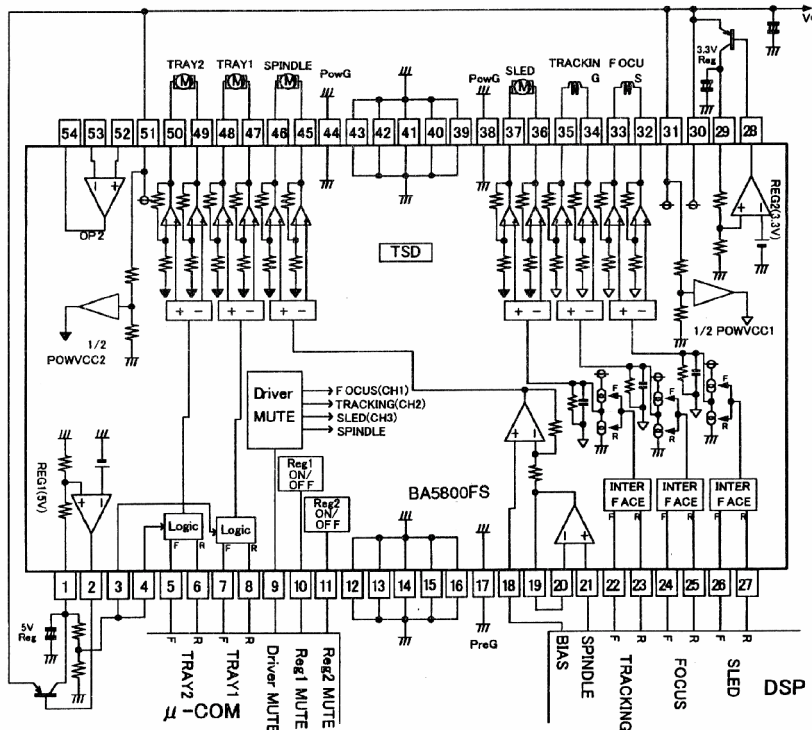 VC
TRAY2 TRAY1 SPINDLE PowG PowG SLED TRACKIN G FOCU S 3.3V Reg
54 53 52 51 50 49 48 47 46 45 44 43 42 41 40 39 38 37 36 35 34 33 32 31 30 29 28
OP2
REG2(3.3V)
TSD
+ - + - + - + - + - + -
1/2 POWVCC2
1/2 POWVCC1
Driver MUTE
FOCUS(CH1)
TRACKING(CH2)
SLED(CH3)
SPINDLE
F R F R F R
REG1(5V)
Reg1 ON/ OFF
Reg2 ON/ OFF
BA5800FS
INTER FACE INTER FACE INTER FACE
Logic Logic
F R F R F R F R F R
1 2 3 4 5 6 7 8 9 10 11 12 13 14 15 16 17 18 19 20 21 22 23 24 25 26 27
5V Reg
F R F R
TRAY2 TRAY1 Driver MUTE Reg1 MUTE Reg2 MUTE
μ-COM
PreG
BIAS SPINDLE
F R F R F R
TRACKING FOCUS SLED
DSP